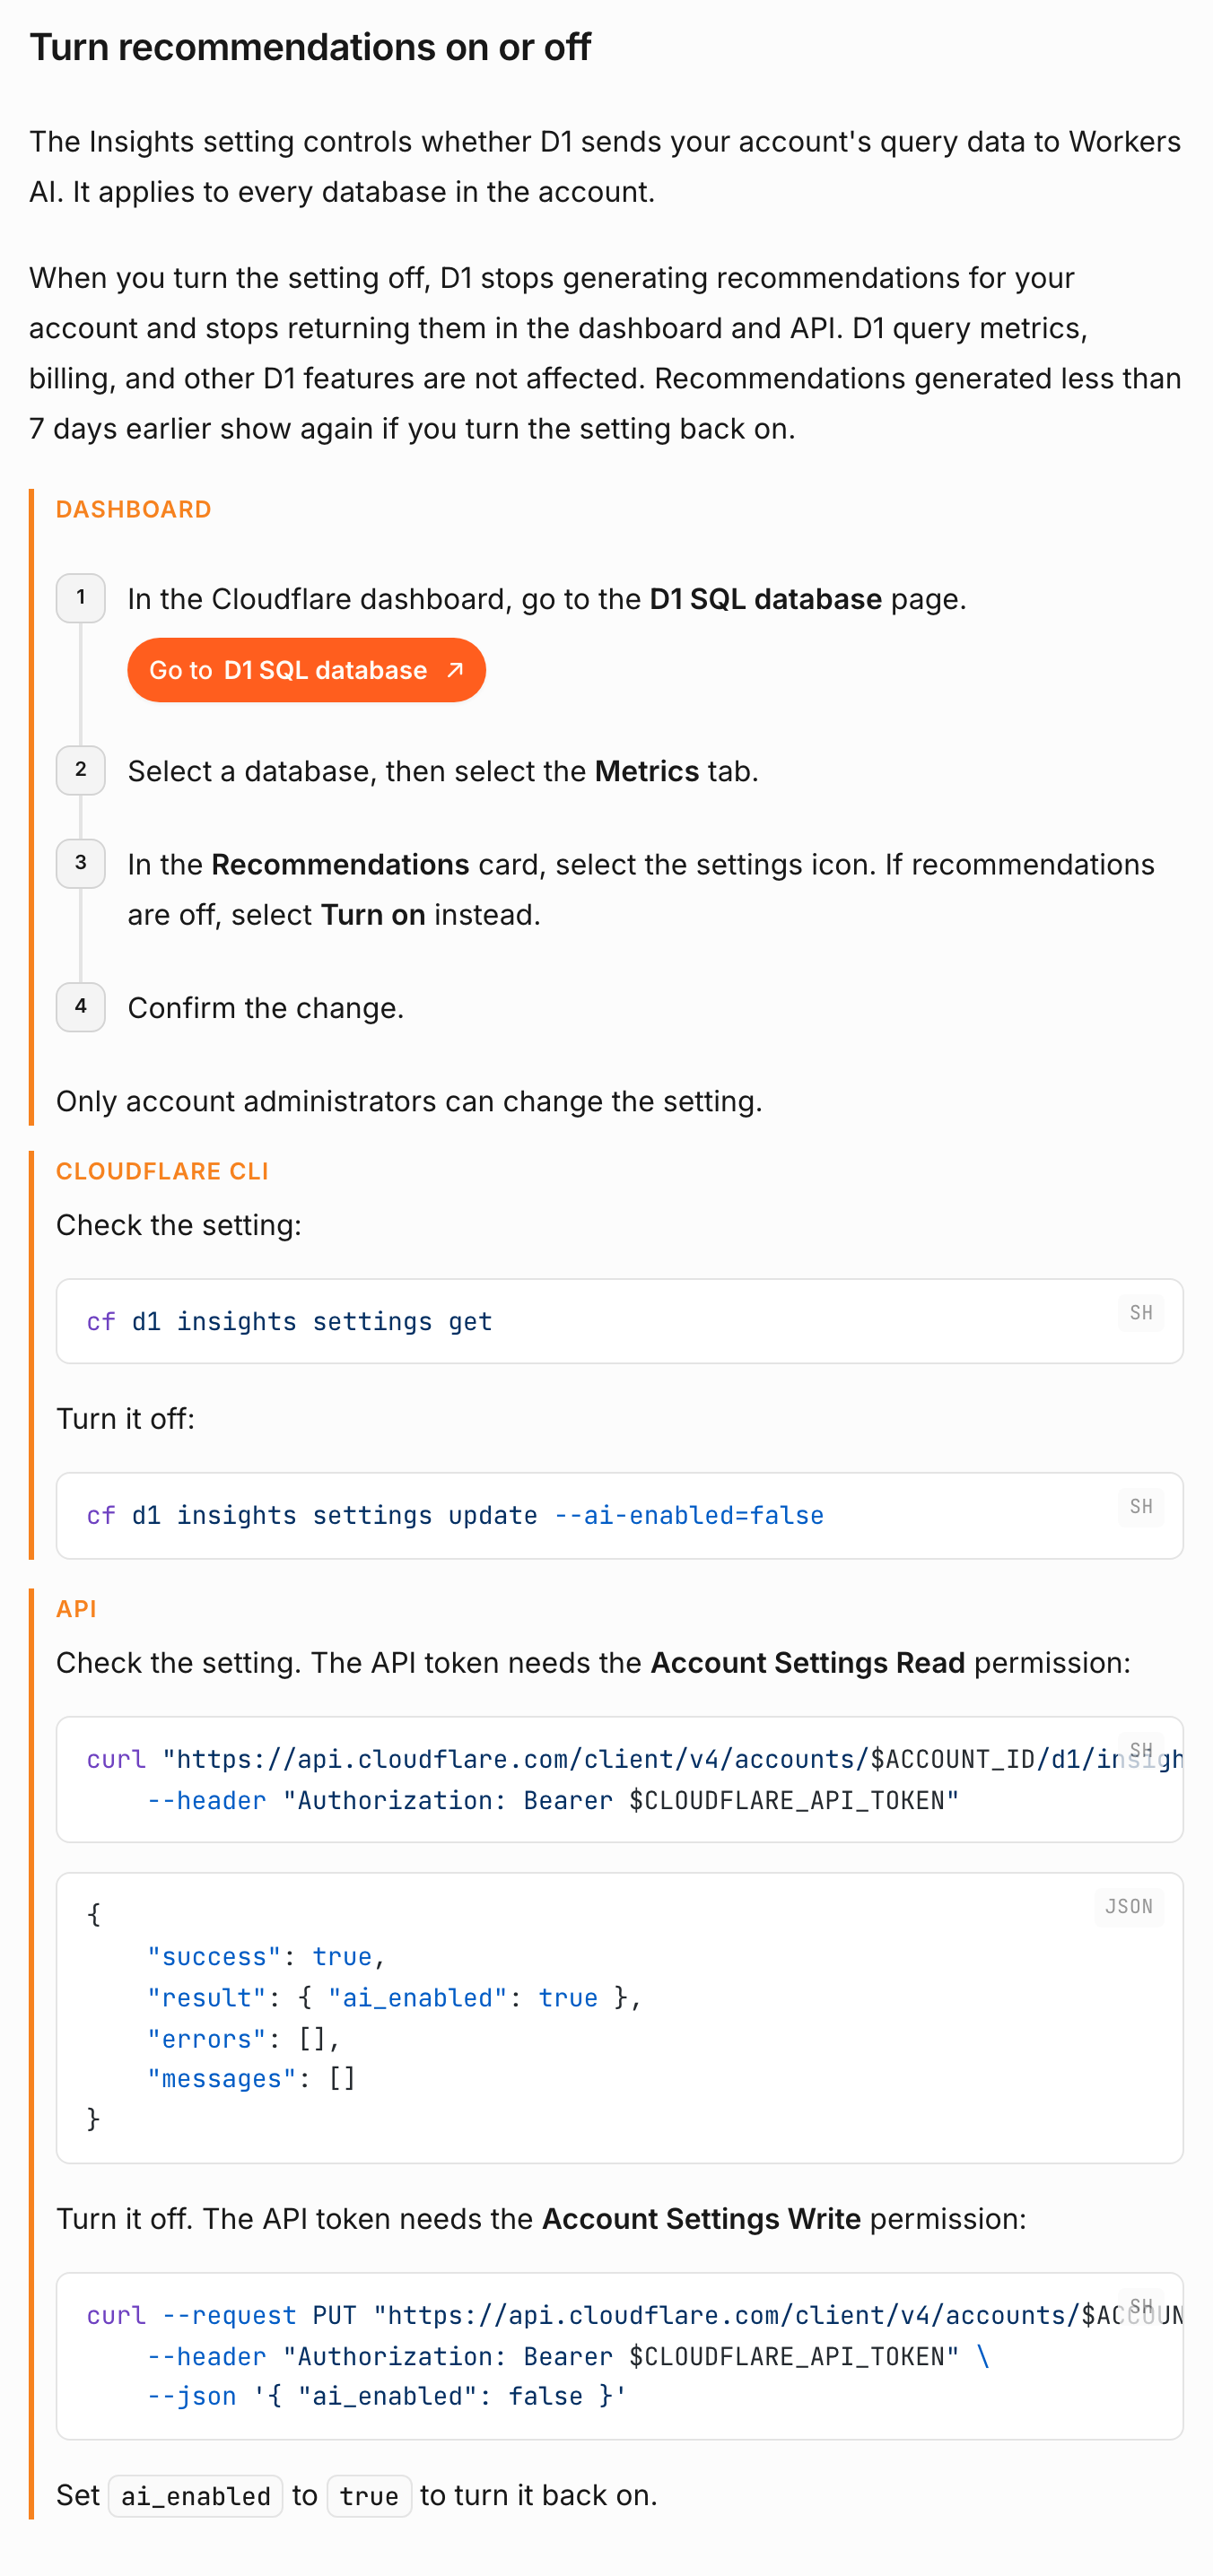 Turn recommendations on or off
The Insights setting controls whether D1 sends your account's query data to Workers
AI. It applies to every database in the account.
When you turn the setting off, D1 stops generating recommendations for your
account and stops returning them in the dashboard and API. D1 query metrics,
billing, and other D1 features are not affected. Recommendations generated less than
7 days earlier show again if you turn the setting back on.
DASHBOARD
1 In the Cloudflare dashboard, go to the D1 SQL database page.
Go to D1 SQL database ↗
2 Select a database, then select the Metrics tab.
3 In the Recommendations card, select the settings icon. If recommendations
are off, select Turn on instead.
4 Confirm the change.
Only account administrators can change the setting.
CLOUDFLARE CLI
Check the setting:
cf d1 insights settings get SH
Turn it off:
cf d1 insights settings update --ai-enabled=false SH
API
Check the setting. The API token needs the Account Settings Read permission:
curl "https://api.cloudflare.com/client/v4/accounts/$ACCOUNT_ID/d1/insigh SH
--header "Authorization: Bearer $CLOUDFLARE_API_TOKEN"
{ JSON
"success": true,
"result": { "ai_enabled": true },
"errors": [],
"messages": []
}
Turn it off. The API token needs the Account Settings Write permission:
curl --request PUT "https://api.cloudflare.com/client/v4/accounts/$ACCOUN SH
--header "Authorization: Bearer $CLOUDFLARE_API_TOKEN" \
--json '{ "ai_enabled": false }'
Set ai_enabled to true to turn it back on.